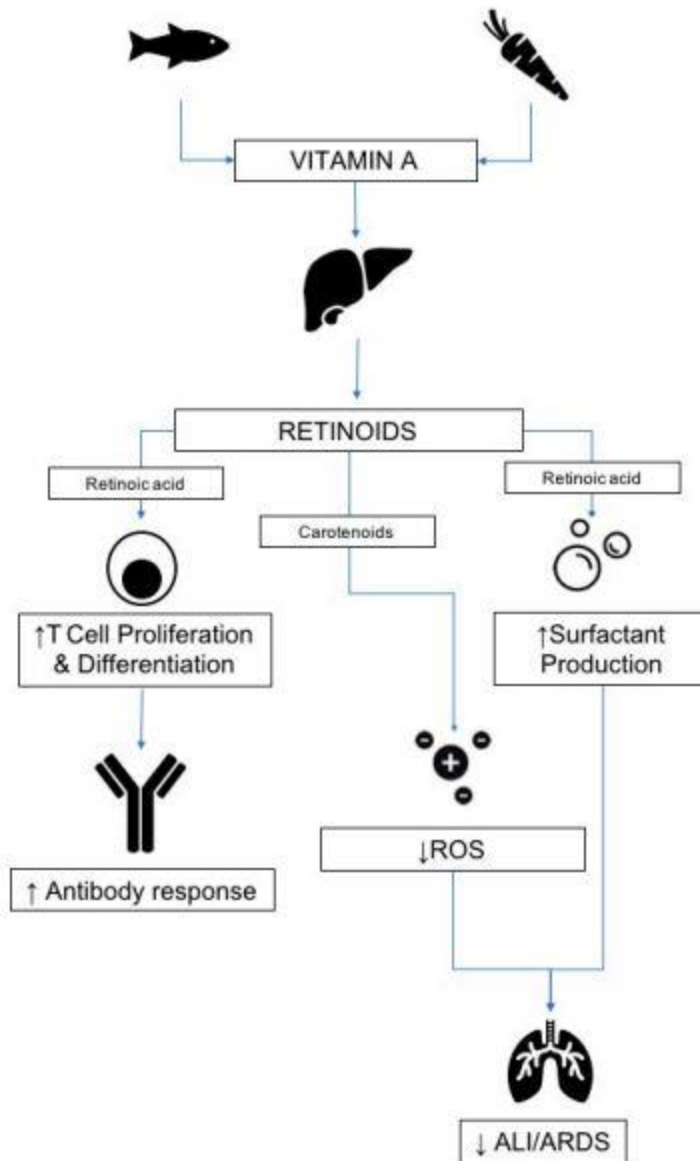 VITAMIN A
RETINOIDS
Retinoic acid
Retinoic acid
Carotenoids
↑T Cell Proliferation
& Differentiation
↑Surfactant
Production
↓ROS
↑ Antibody response
↓ ALI/ARDS